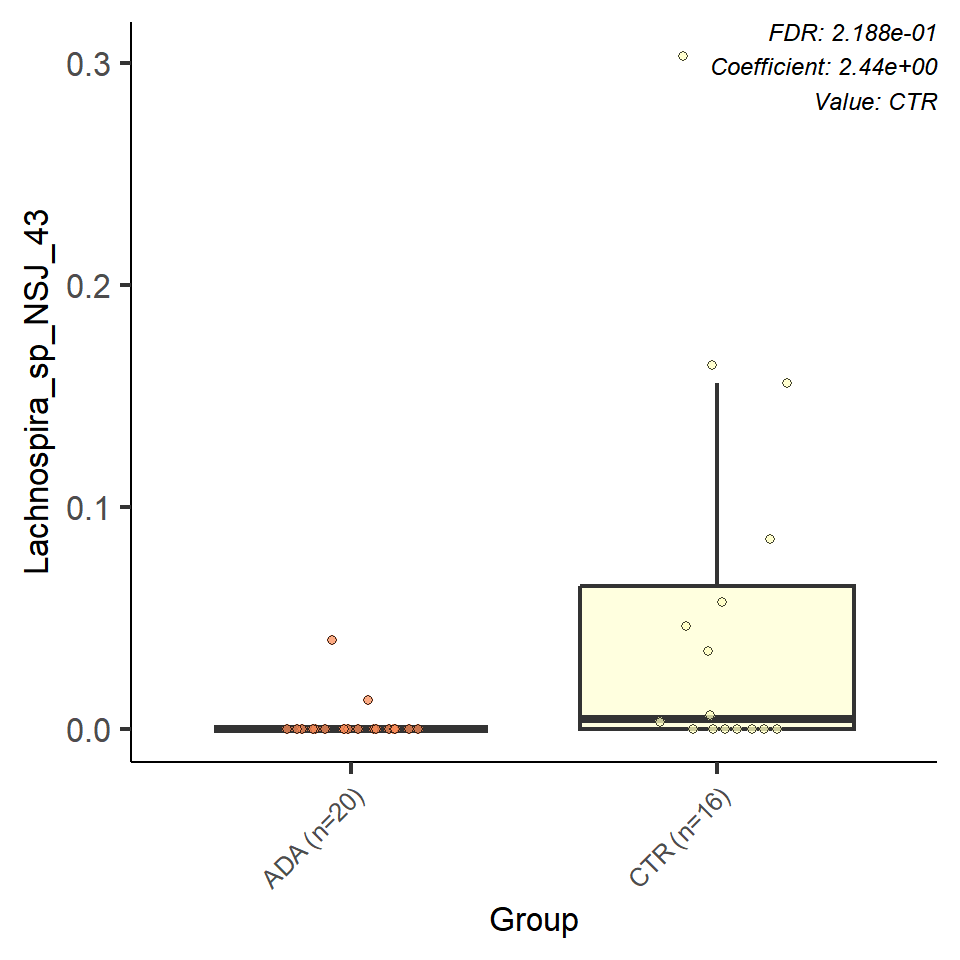 FDR: 2.188e-01
Coefficient: 2.44e+00
Value: CTR
0.3
0.2
0.1
0.0
Lachnospira_sp_NSJ_43
ADA (n=20)
CTR (n=16)
Group